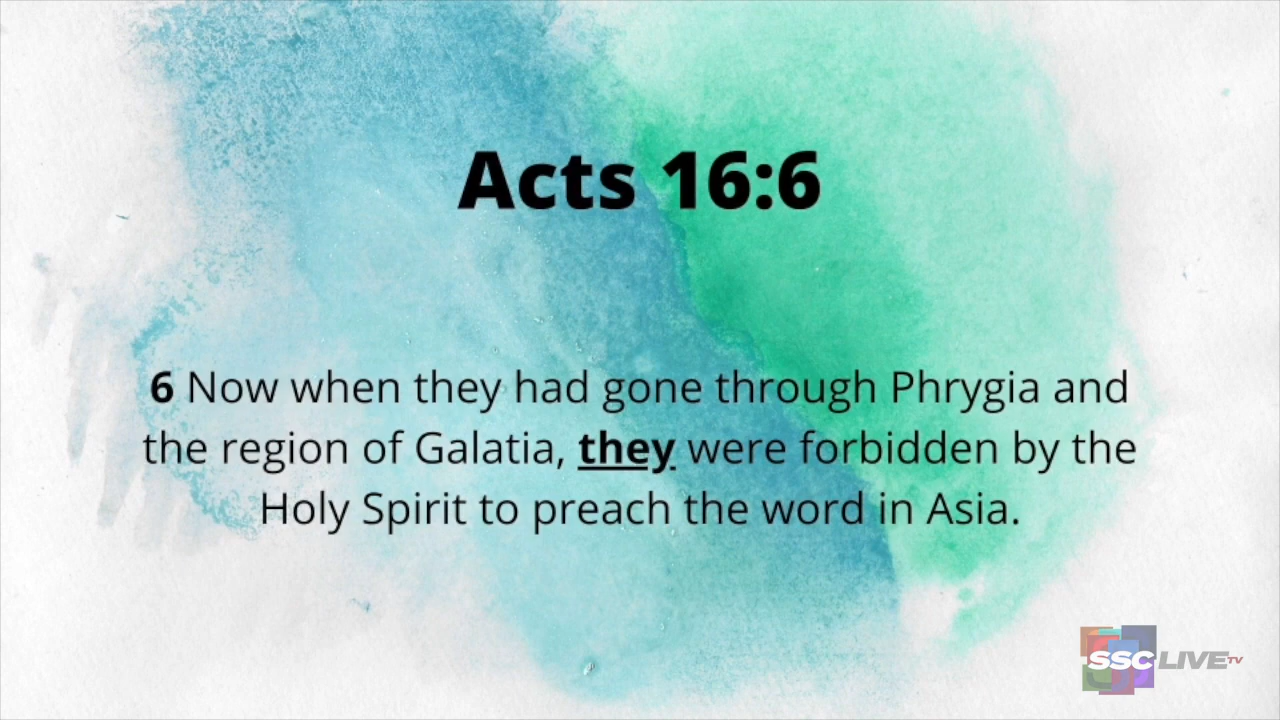 Acts 16:6
6 Now when they had gone through Phrygia and
the region of Galatia, they were forbidden by the
Holy Spirit to preach the word in Asia.
SSC LIVE TV